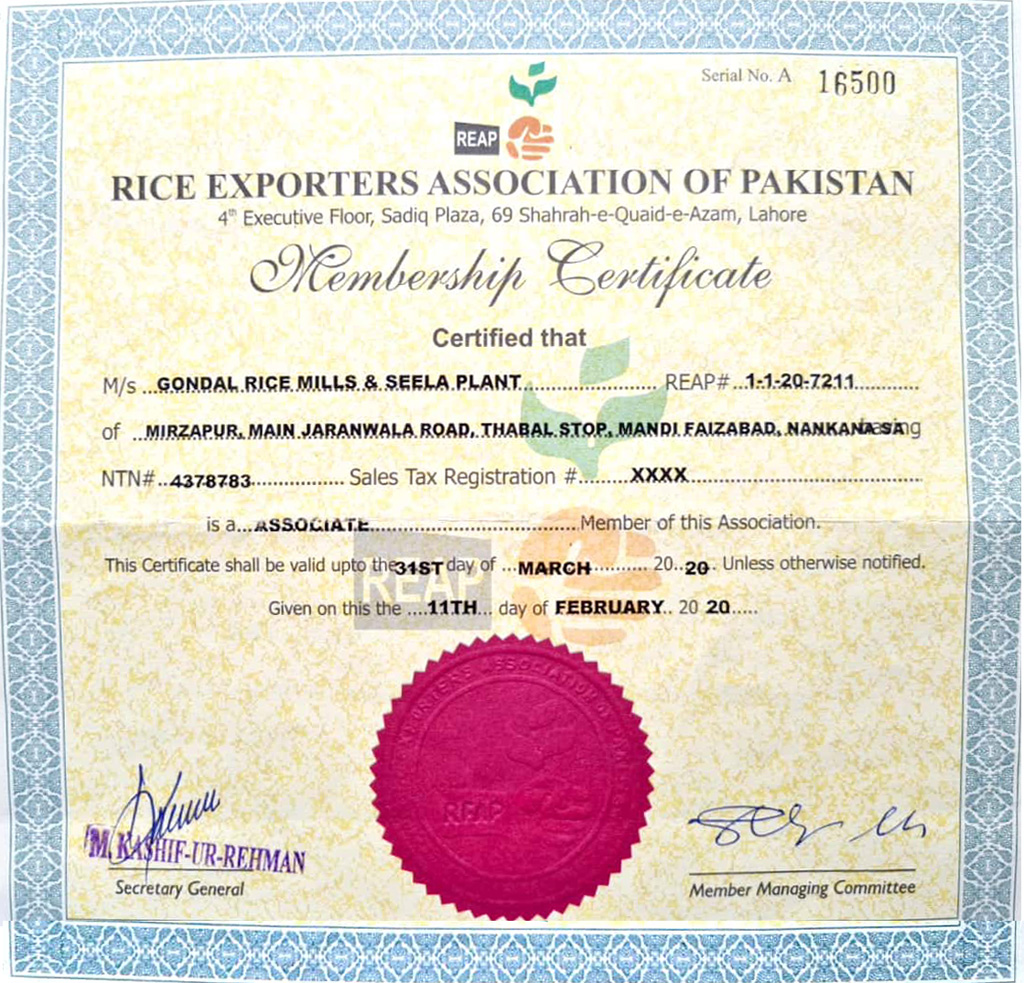 Serial No. A 16500
REAP
RICE EXPORTERS ASSOCIATION OF PAKISTAN
4th Executive Floor, Sadiq Plaza, 69 Shahrah-e-Quaid-e-Azam, Lahore
Membership Certificate
Certified that
M/s ...GONDAL RICE MILLS & SEELA PLANT........................ REAP#...1-1-20-7211............
of ...MIRZAPUR, MAIN JARANWALA ROAD, THABAL STOP, MANDI FAIZABAD, NANKANA SA having
NTN#...4378783................. Sales Tax Registration #.........XXXX...........................................
is a...ASSOCIATE....................................... Member of this Association.
This Certificate shall be valid upto the 31ST day of ...MARCH........... 20..20.. Unless otherwise notified.
Given on this the ....11TH... day of FEBRUARY.. 20 20.....
REAP
EXPORTERS ASSOCIATION OF
REAP
M. KASHIF-UR-REHMAN
Secretary General
Member Managing Committee